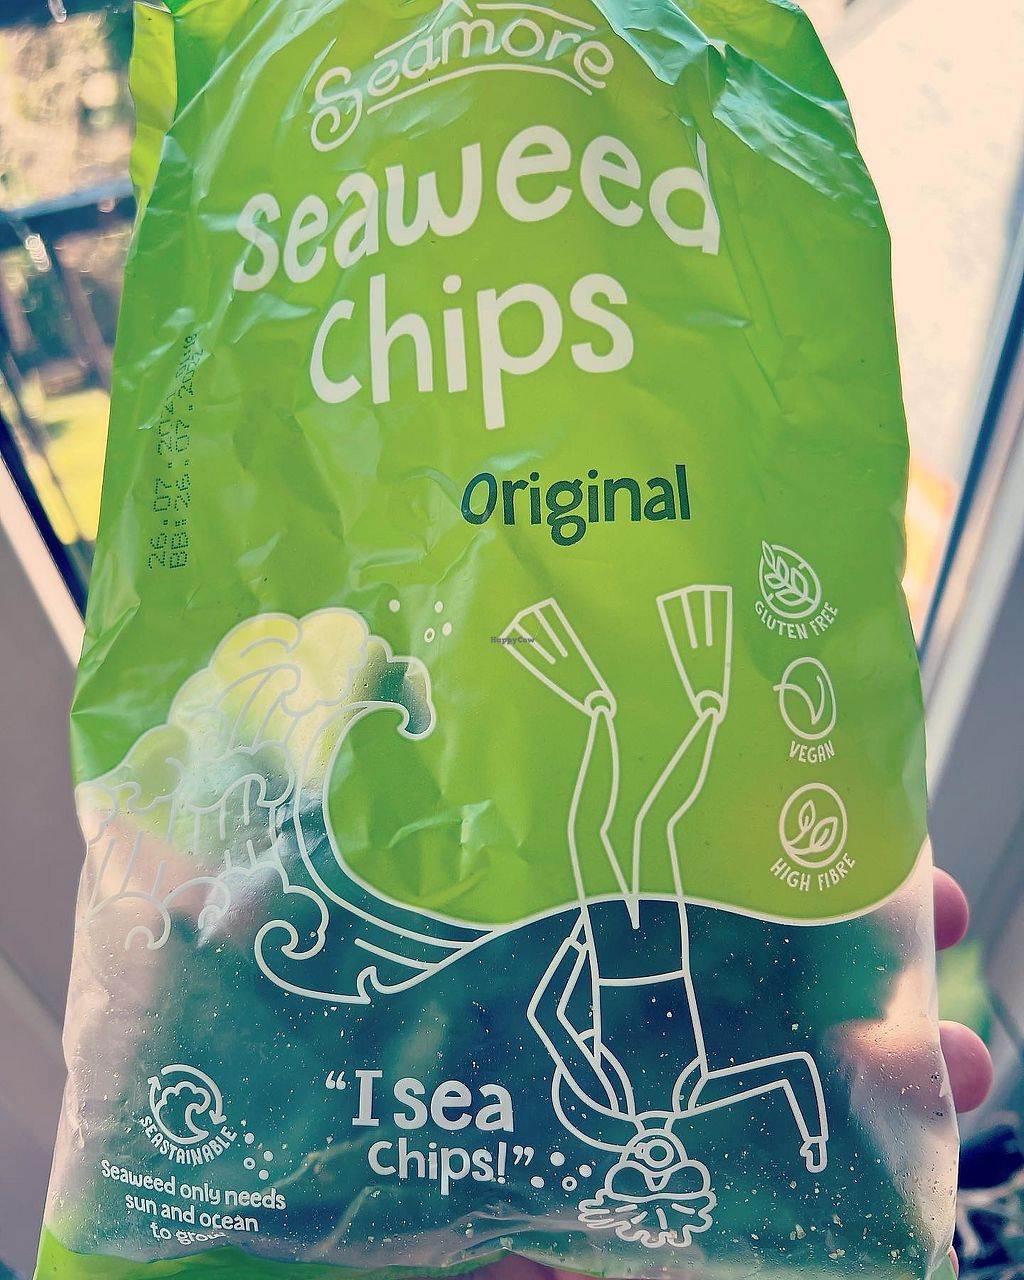 Seamore
seaweed
chips
Original
HappyCow
GLUTEN FREE
VEGAN
HIGH FIBRE
"I sea
chips!"
SEASTAINABLE
seaweed only needs
sun and ocean
to grow